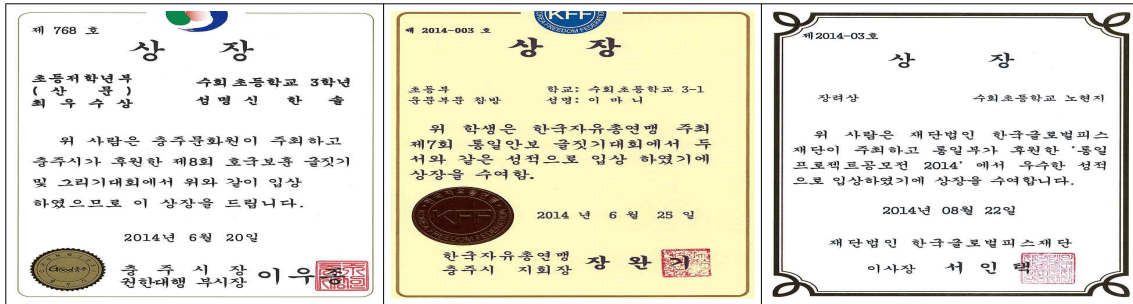 제 768 호
상 장
초등저학년부 수회초등학교 3학년
( 산 문 )
최 우 수 상 성명 신 한 솔
위 사람은 충주문화원이 주최하고
충주시가 후원한 제8회 호국보훈 글짓기
및 그리기대회에서 위와 같이 입상
하였으므로 이 상장을 드립니다.
2014년 6월 20일
Good충주
충 주 시 장
권한대행 부시장 이우종
KFF
KOREA FREEDOM FEDERATION
제 2014-003 호
상 장
초등부 학교: 수회초등학교 3-1
운문부문 참방 성명: 이 마 니
위 학생은 한국자유총연맹 주최
제7회 통일안보 글짓기대회에서 두
서와 같은 성적으로 입상 하였기에
상장을 수여함.
KFF
2014 년 6 월 25 일
한국자유총연맹
충주시 지회장 장 완 기
제2014-03호
상 장
장려상 수회초등학교 노현지
위 사람은 재단법인 한국글로벌피스
재단이 주최하고 통일부가 후원한 '통일
프로젝트공모전 2014' 에서 우수한 성적
으로 입상하였기에 상장을 수여합니다.
2014년 08월 22일
재단법인 한국글로벌피스재단
이사장 서 인 택